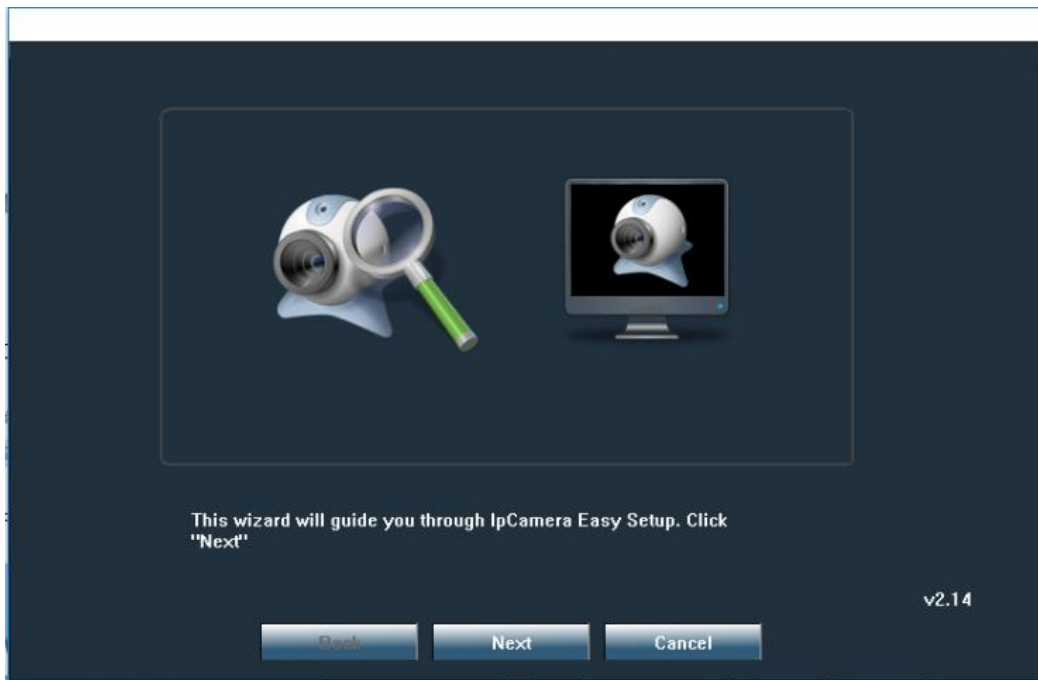 This wizard will guide you through IpCamera Easy Setup. Click
"Next"
v2.14
Back
Next
Cancel